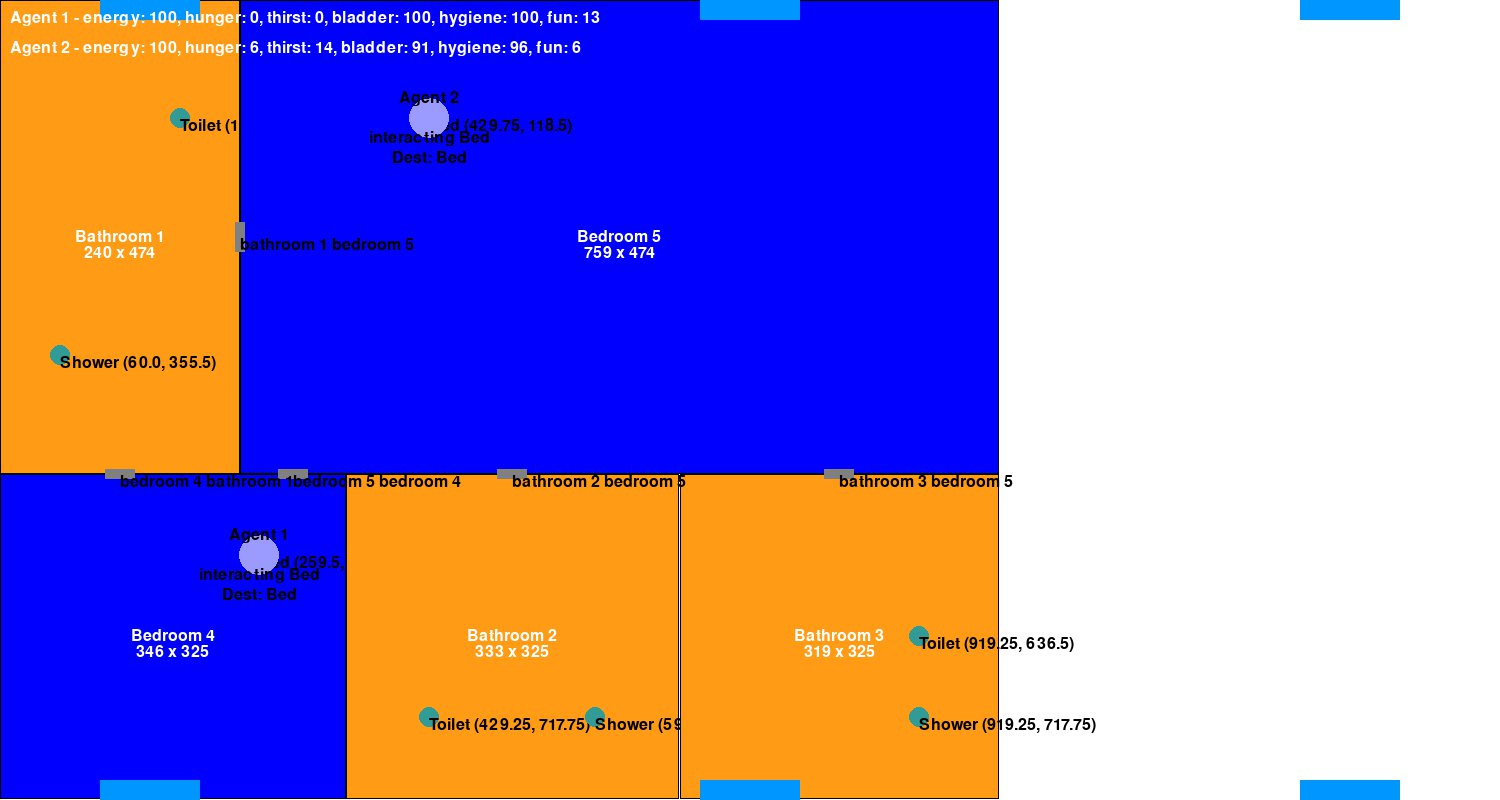 Agent 1 - energy: 100, hunger: 0, thirst: 0, bladder: 100, hygiene: 100, fun: 13
Agent 2 - energy: 100, hunger: 6, thirst: 14, bladder: 91, hygiene: 96, fun: 6
Agent 2
Toilet (1
d (429.75, 118.5)
interacting Bed
Dest: Bed
Bathroom 1
240 x 474
bathroom 1 bedroom 5
Bedroom 5
759 x 474
Shower (60.0, 355.5)
bedroom 4 bathroom 1
bedroom 5 bedroom 4
bathroom 2 bedroom 5
bathroom 3 bedroom 5
Agent 1
d (259.5,
interacting Bed
Dest: Bed
Bedroom 4
346 x 325
Bathroom 2
333 x 325
Bathroom 3
319 x 325
Toilet (919.25, 636.5)
Toilet (429.25, 717.75)
Shower (59
Shower (919.25, 717.75)